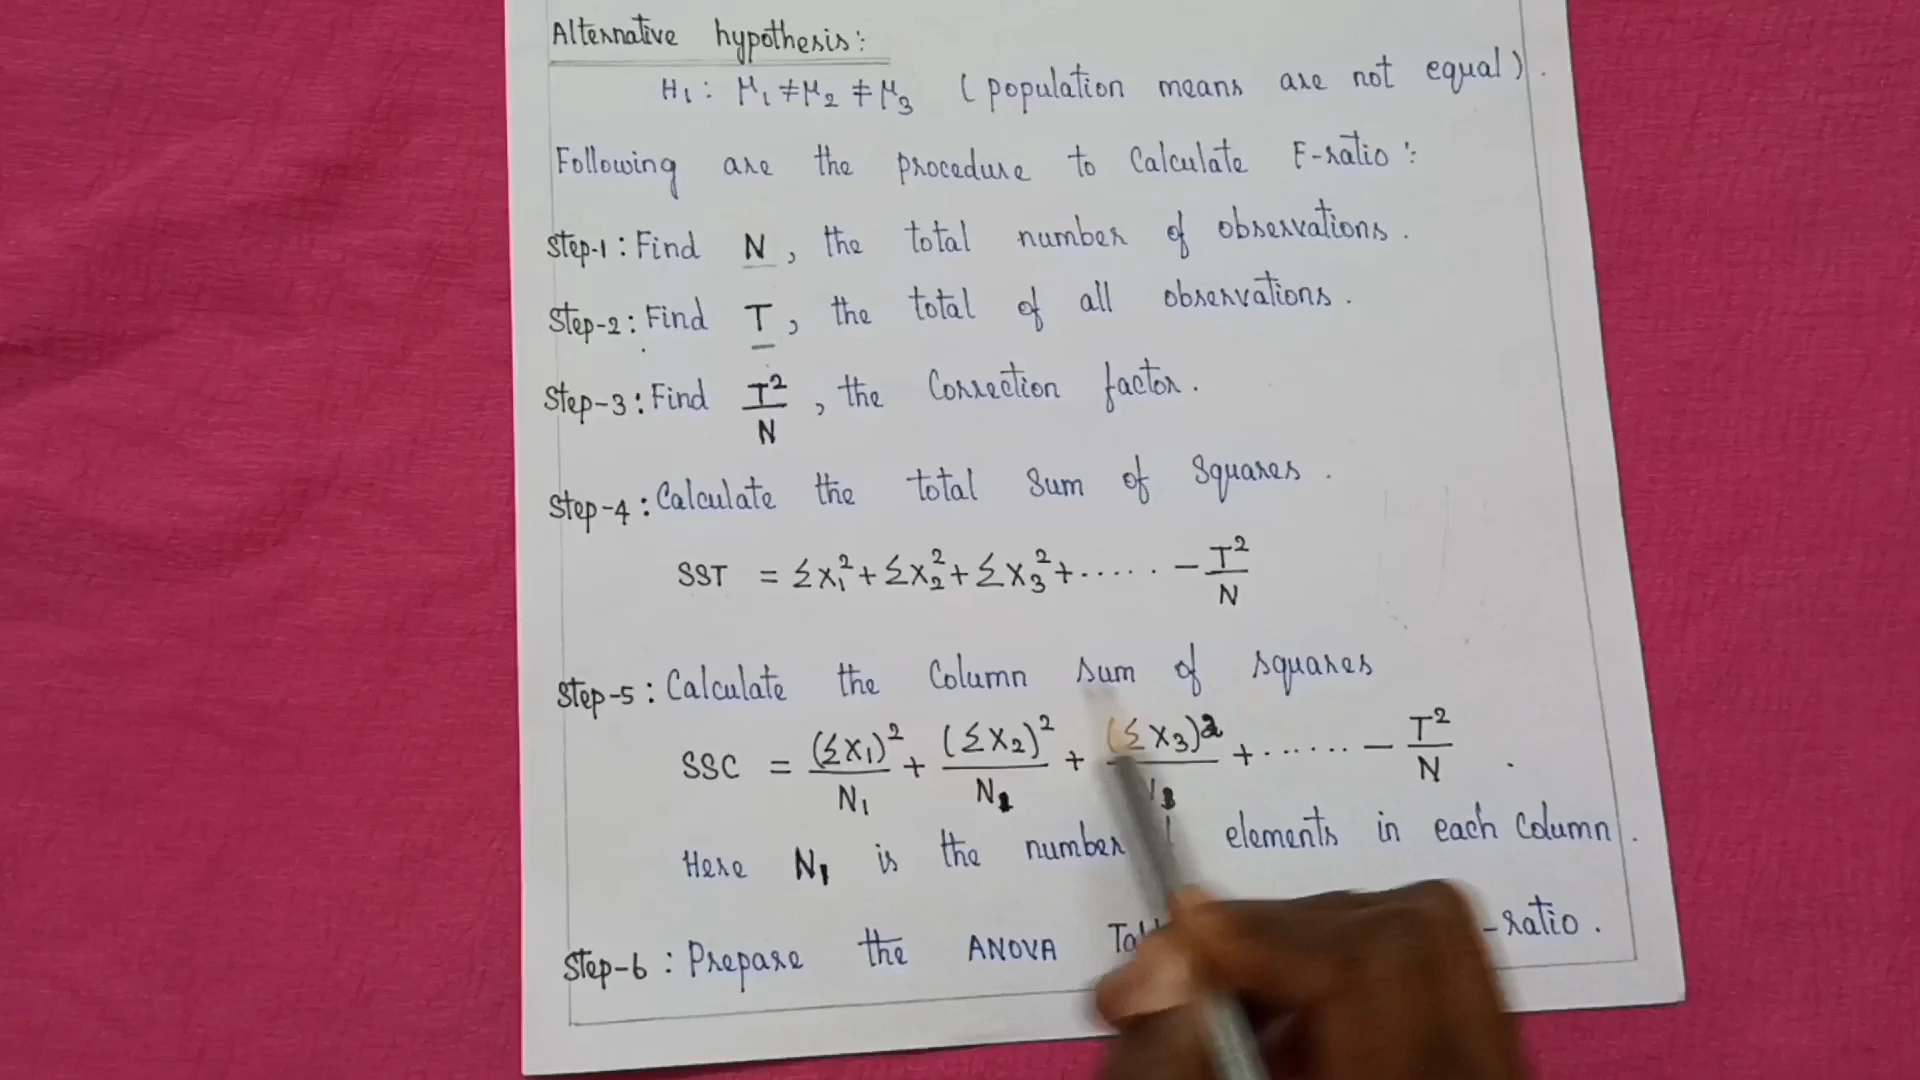 Alternative hypothesis:
H₁: μ₁ ≠ μ₂ ≠ μ₃ (population means are not equal).
Following are the procedure to Calculate F-ratio:
Step-1: Find N, the total number of observations.
Step-2: Find T, the total of all observations.
Step-3: Find T²/N, the Correction factor.
Step-4: Calculate the total Sum of Squares.
SST = ΣX₁² + ΣX₂² + ΣX₃² + ...... - T²/N
Step-5: Calculate the Column sum of squares
SSC = (ΣX₁)²/N₁ + (ΣX₂)²/N₂ + (ΣX₃)²/N₃ + ...... - T²/N.
Here N₁ is the number elements in each Column.
Step-6: Prepare the ANOVA -ratio.